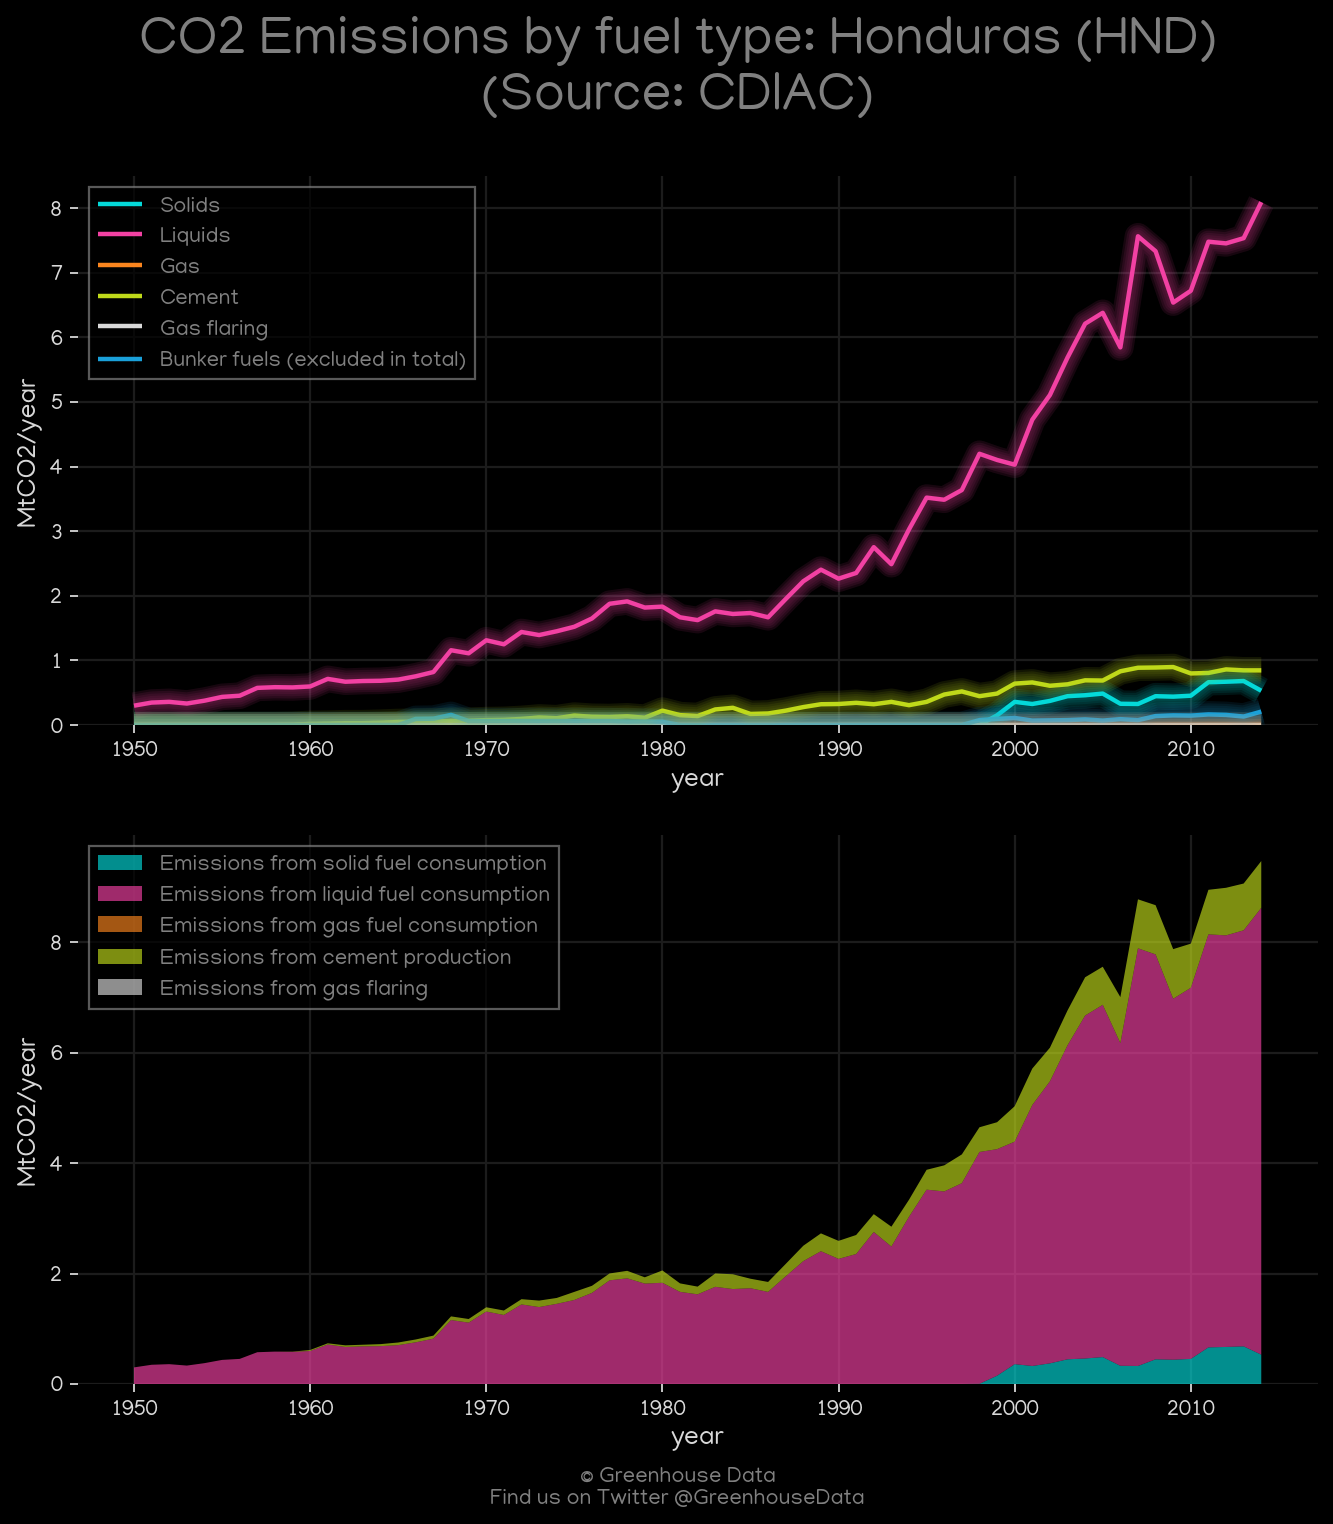 CO2 Emissions by fuel type: Honduras (HND)
(Source: CDIAC)
Solids
Liquids
Gas
Cement
Gas flaring
Bunker fuels (excluded in total)
MtCO2/year
8
7
6
5
4
3
2
1
0
1950 1960 1970 1980 1990 2000 2010
year
Emissions from solid fuel consumption
Emissions from liquid fuel consumption
Emissions from gas fuel consumption
Emissions from cement production
Emissions from gas flaring
MtCO2/year
8
6
4
2
0
1950 1960 1970 1980 1990 2000 2010
year
© Greenhouse Data
Find us on Twitter @GreenhouseData